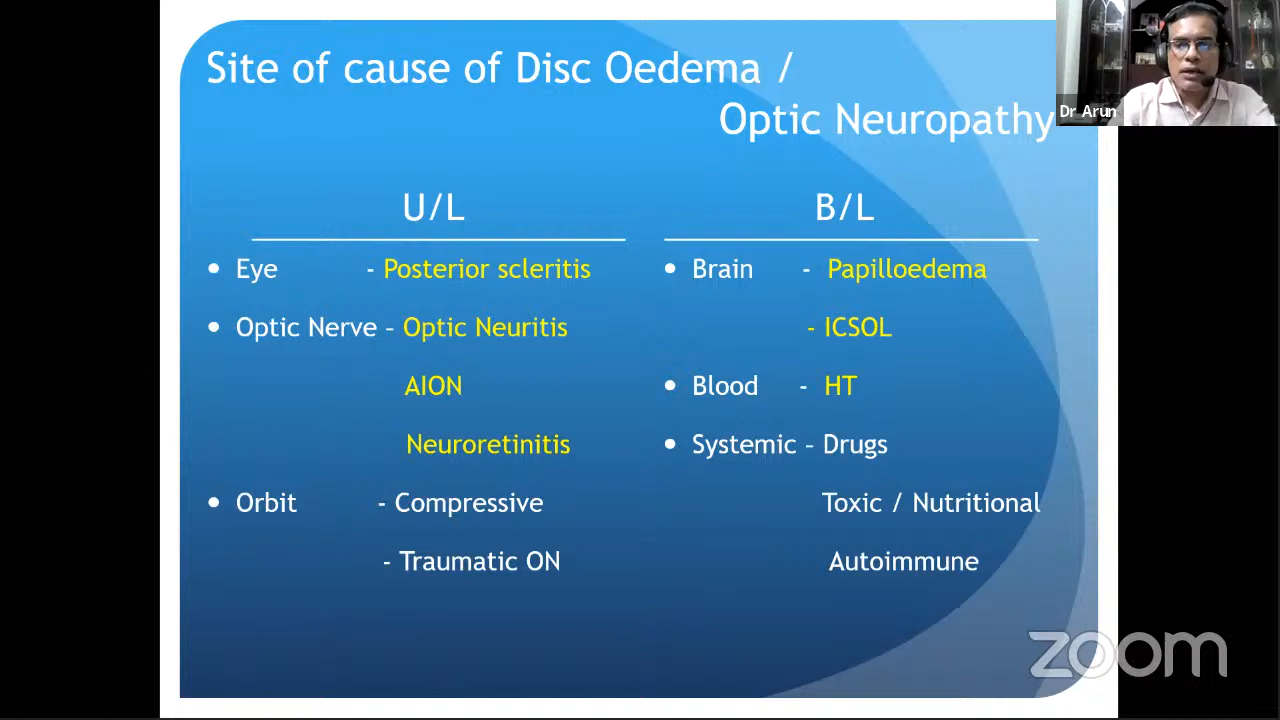 Site of cause of Disc Oedema /
Optic Neuropathy
Dr Arun
U/L
• Eye - Posterior scleritis
• Optic Nerve – Optic Neuritis
AION
Neuroretinitis
• Orbit - Compressive
- Traumatic ON
B/L
• Brain - Papilloedema
- ICSOL
• Blood - HT
• Systemic – Drugs
Toxic / Nutritional
Autoimmune
zoom